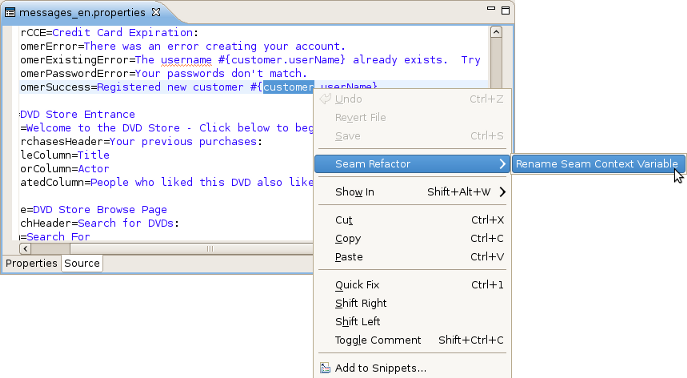 messages_en.properties
rCCE=Credit Card Expiration:
omerError=There was an error creating your account.
omerExistingError=The username #{customer.userName} already exists. Try
omerPasswordError=Your passwords don't match.
omerSuccess=Registered new customer #{customer.userName}
DVD Store Entrance
=Welcome to the DVD Store - Click below to beg
rchasesHeader=Your previous purchases:
leColumn=Title
orColumn=Actor
atedColumn=People who liked this DVD also like
e=DVD Store Browse Page
chHeader=Search for DVDs:
=Search For
Properties Source
Undo Ctrl+Z
Revert File
Save Ctrl+S
Seam Refactor
Rename Seam Context Variable
Show In Shift+Alt+W
Cut Ctrl+X
Copy Ctrl+C
Paste Ctrl+V
Quick Fix Ctrl+1
Shift Right
Shift Left
Toggle Comment Shift+Ctrl+C
Add to Snippets...